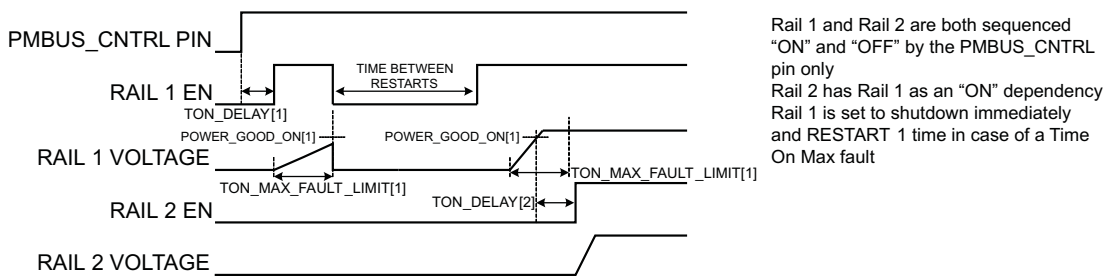 PMBUS_CNTRL PIN
RAIL 1 EN
TIME BETWEEN
RESTARTS
TON_DELAY[1]
POWER_GOOD_ON[1]
POWER_GOOD_ON[1]
RAIL 1 VOLTAGE
TON_MAX_FAULT_LIMIT[1]
TON_MAX_FAULT_LIMIT[1]
RAIL 2 EN
TON_DELAY[2]
RAIL 2 VOLTAGE
Rail 1 and Rail 2 are both sequenced
“ON” and “OFF” by the PMBUS_CNTRL
pin only
Rail 2 has Rail 1 as an “ON” dependency
Rail 1 is set to shutdown immediately
and RESTART 1 time in case of a Time
On Max fault